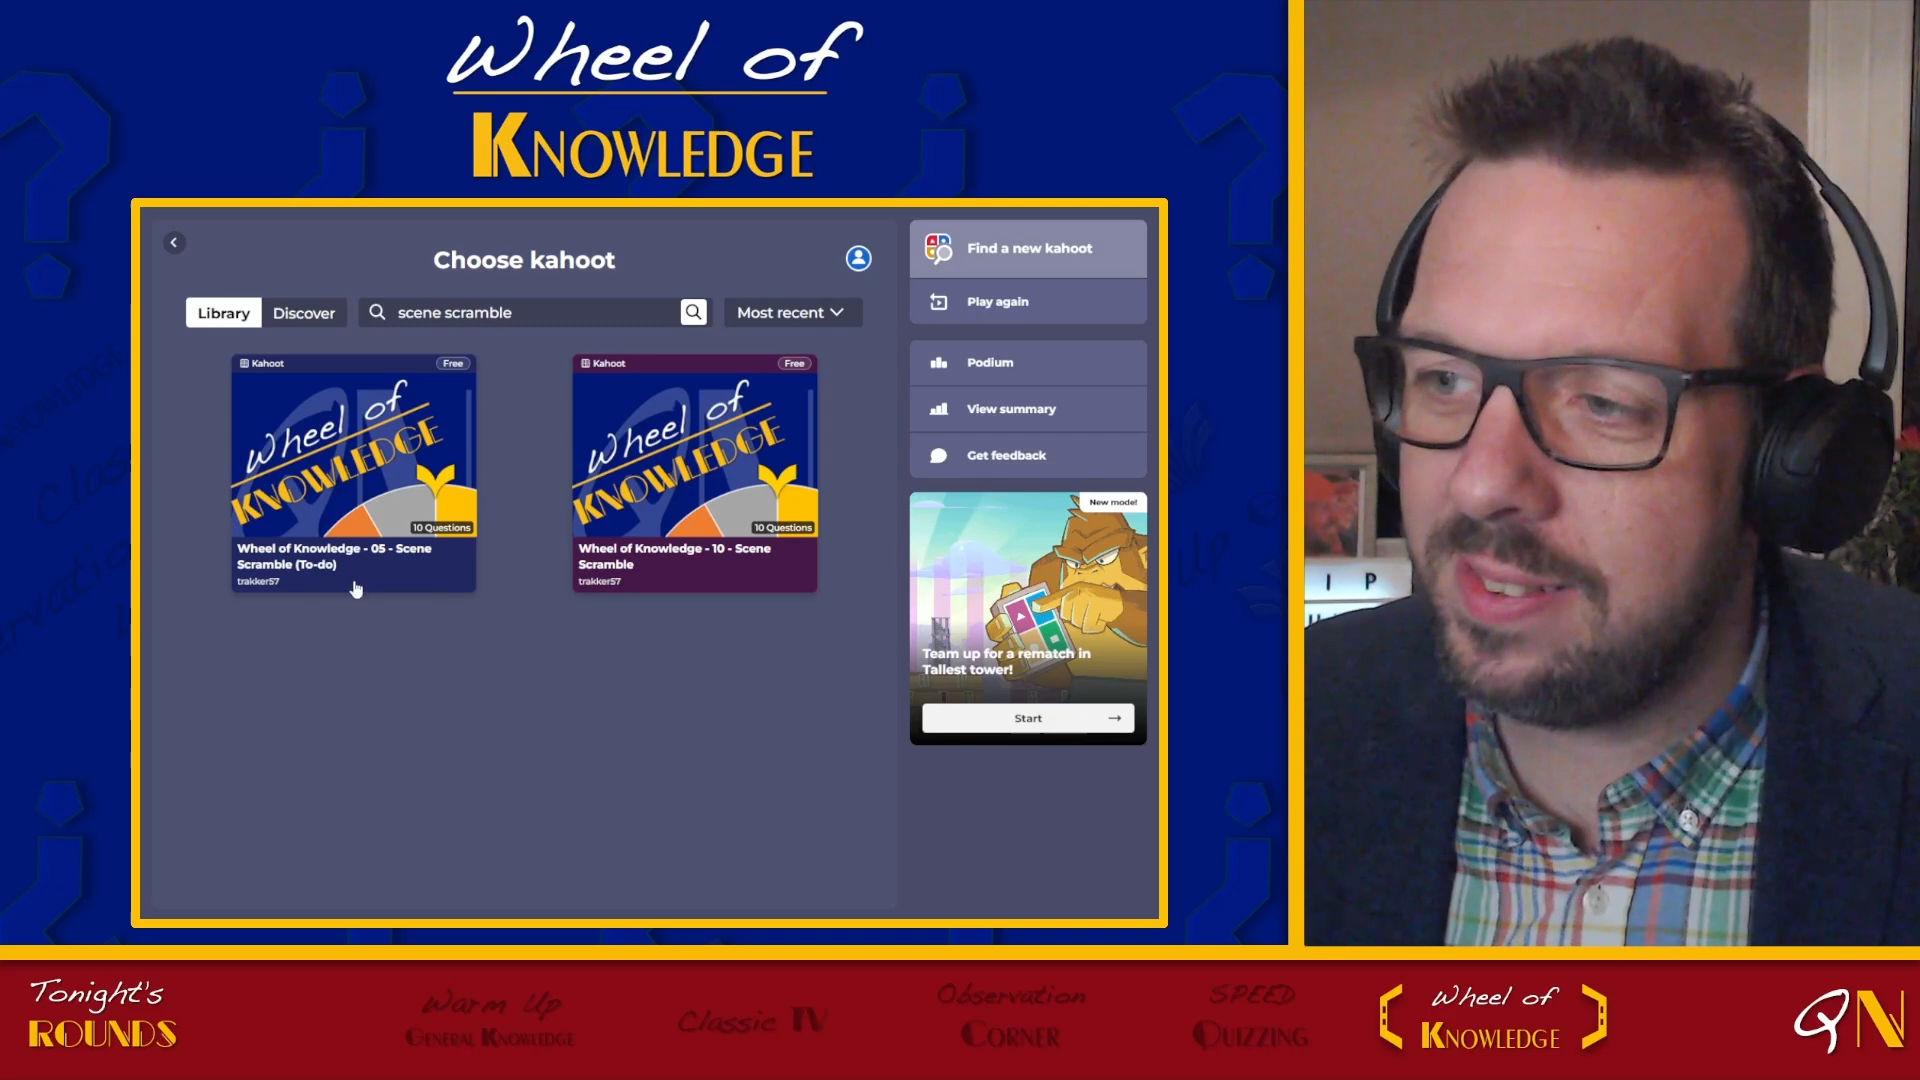 Wheel of
KNOWLEDGE
Choose kahoot
Library
Discover
scene scramble
Most recent
Find a new kahoot
Play again
Podium
View summary
Get feedback
New mode!
Team up for a rematch in
Tallest tower!
Start
Kahoot
Free
Wheel of
KNOWLEDGE
10 Questions
Wheel of Knowledge - 05 - Scene
Scramble (To-do)
trakker57
Kahoot
Free
Wheel of
KNOWLEDGE
10 Questions
Wheel of Knowledge - 10 - Scene
Scramble
trakker57
I P
Tonight's
ROUNDS
Warm Up
GENERAL KNOWLEDGE
Classic TV
Observation
CORNER
SPEED
QUIZZING
Wheel of
KNOWLEDGE
QN